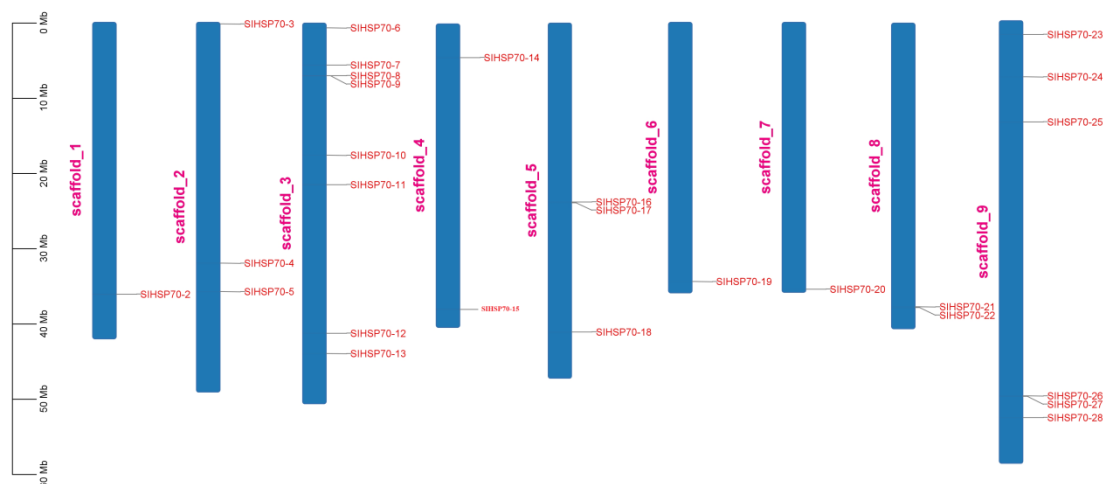 0 Mb
10 Mb
20 Mb
30 Mb
40 Mb
50 Mb
60 Mb
scaffold_1
SIHSP70-2
scaffold_2
SIHSP70-3
SIHSP70-4
SIHSP70-5
scaffold_3
SIHSP70-6
SIHSP70-7
SIHSP70-8
SIHSP70-9
SIHSP70-10
SIHSP70-11
SIHSP70-12
SIHSP70-13
scaffold_4
SIHSP70-14
SIHSP70-15
scaffold_5
SIHSP70-16
SIHSP70-17
SIHSP70-18
scaffold_6
SIHSP70-19
scaffold_7
SIHSP70-20
scaffold_8
SIHSP70-21
SIHSP70-22
scaffold_9
SIHSP70-23
SIHSP70-24
SIHSP70-25
SIHSP70-26
SIHSP70-27
SIHSP70-28